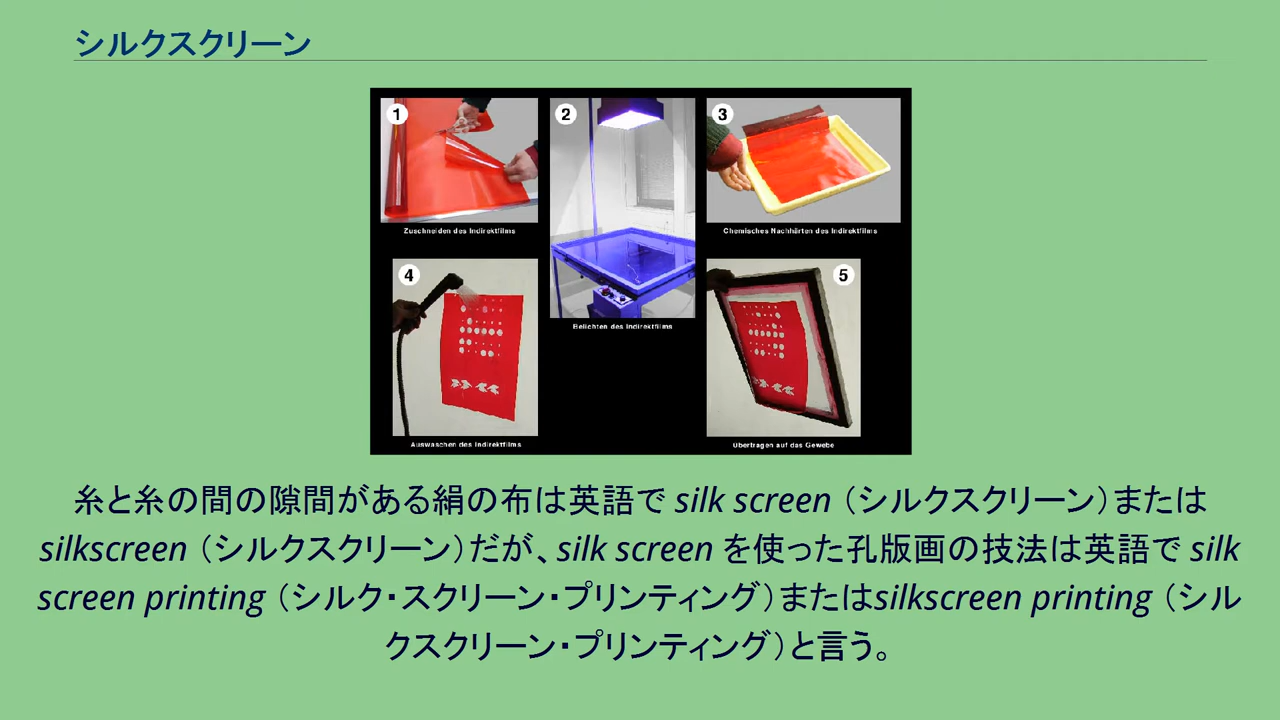 シルクスクリーン
1
2
3
Zuschneiden des Indirektfilms
Chemisches Nachhärten des Indirektfilms
4
5
Belichten des Indirektfilms
Auswaschen des Indirektfilms
Übertragen auf das Gewebe
糸と糸の間の隙間がある絹の布は英語で silk screen （シルクスクリーン）または
silkscreen （シルクスクリーン）だが、silk screen を使った孔版画の技法は英語で silk
screen printing （シルク・スクリーン・プリンティング）またはsilkscreen printing （シル
クスクリーン・プリンティング）と言う。